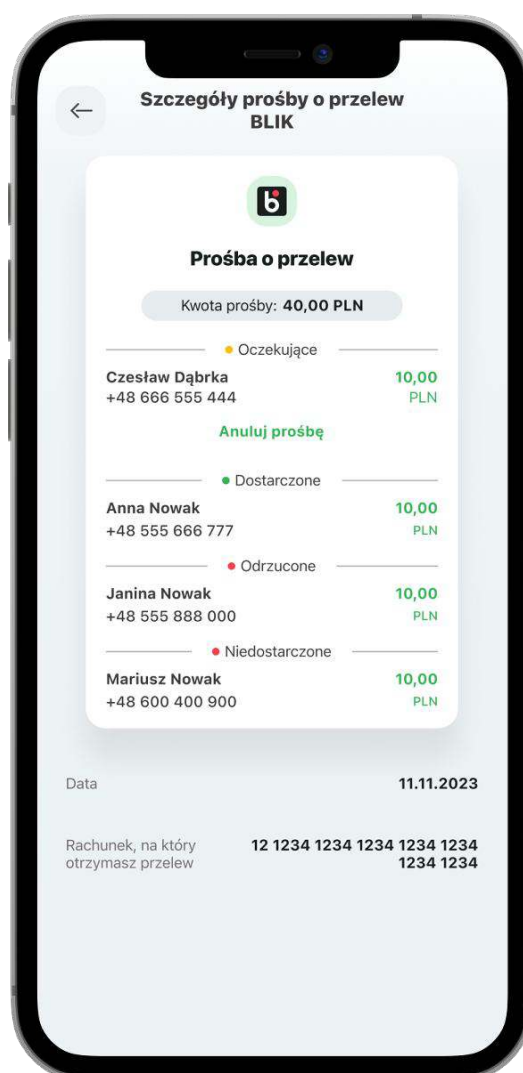 Szczegóły prośby o przelew
BLIK
Prośba o przelew
Kwota prośby: 40,00 PLN
Oczekujące
Czesław Dąbrka 10,00
+48 666 555 444 PLN
Anuluj prośbę
Dostarczone
Anna Nowak 10,00
+48 555 666 777 PLN
Odrzucone
Janina Nowak 10,00
+48 555 888 000 PLN
Niedostarczone
Mariusz Nowak 10,00
+48 600 400 900 PLN
Data 11.11.2023
Rachunek, na który 12 1234 1234 1234 1234 1234
otrzymasz przelew 1234 1234